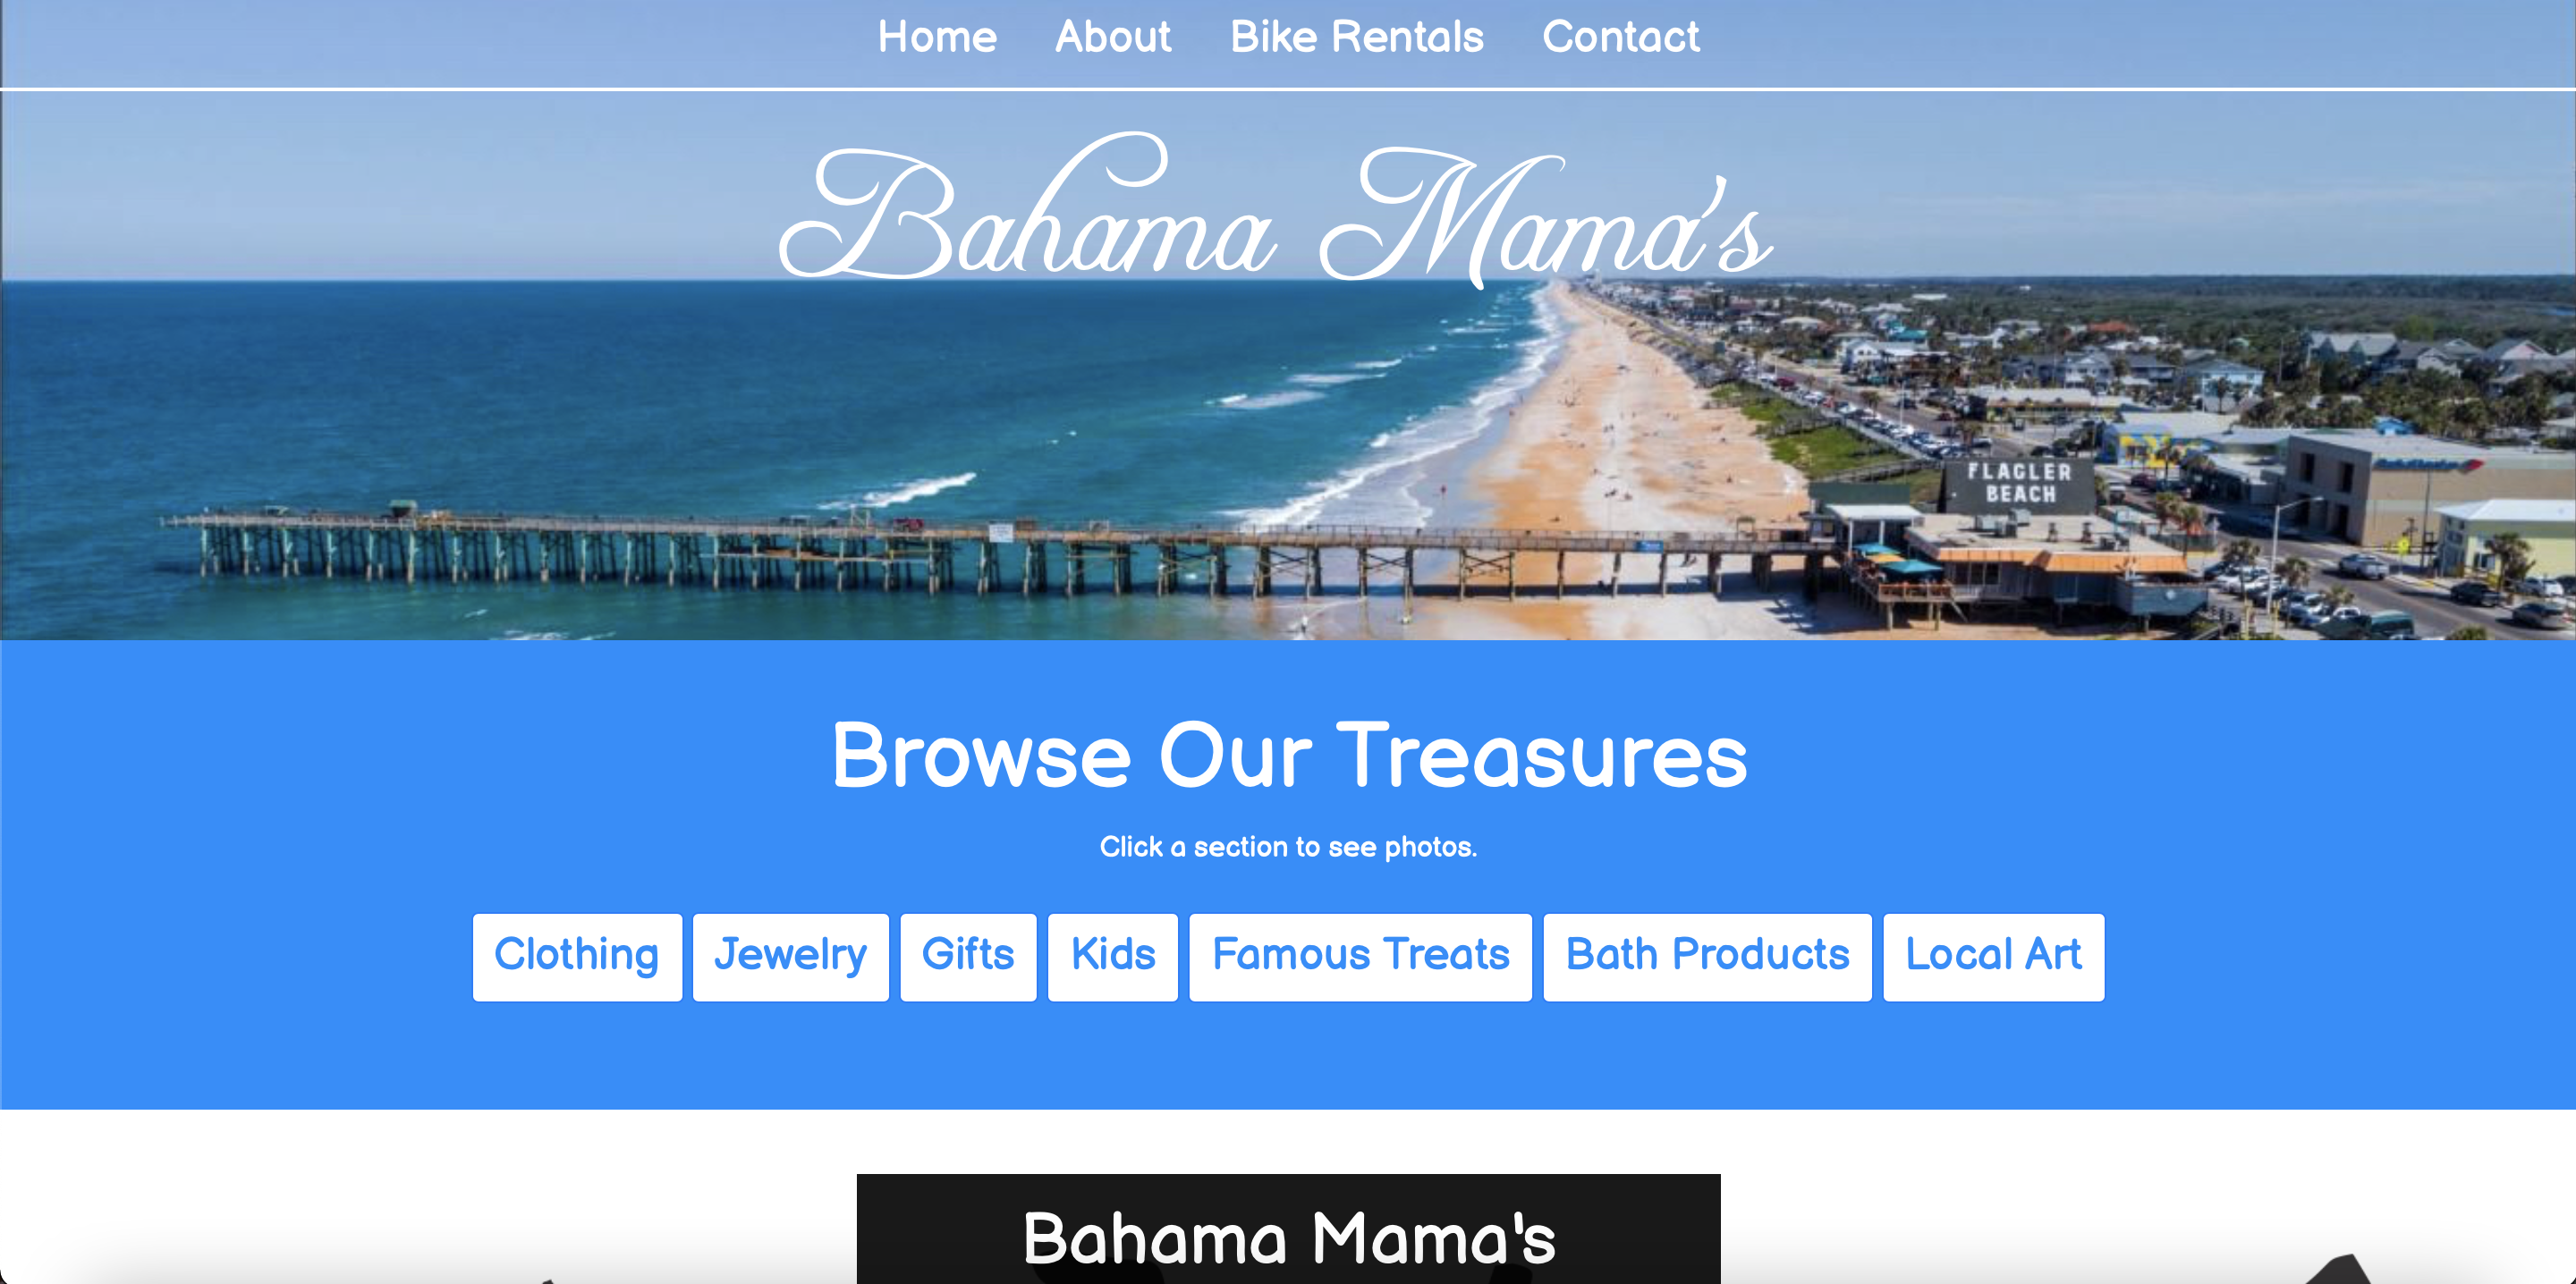 Home About Bike Rentals Contact
Bahama Mama's
FLAGLER
BEACH
Browse Our Treasures
Click a section to see photos.
Clothing Jewelry Gifts Kids Famous Treats Bath Products Local Art
Bahama Mama's